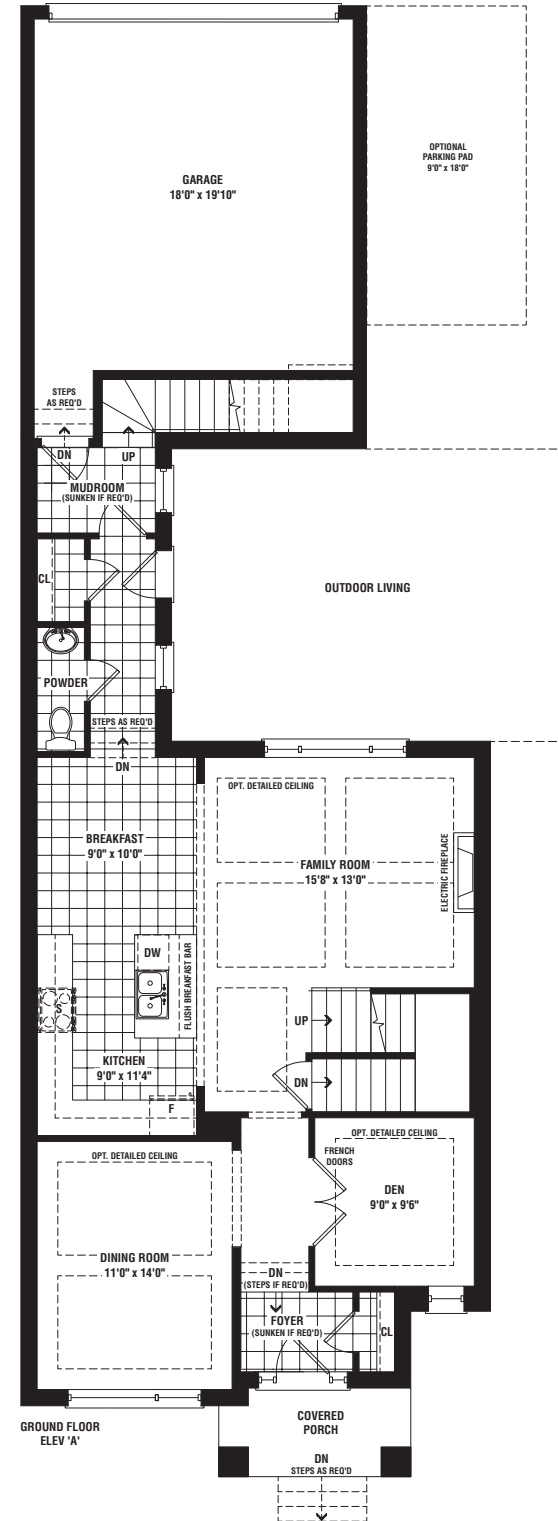 GARAGE
18'0" x 19'10"
OPTIONAL
PARKING PAD
9'0" x 18'0"
STEPS
AS REQ'D
DN
UP
MUDROOM
(SUNKEN IF REQ'D)
CL
OUTDOOR LIVING
POWDER
STEPS AS REQ'D
DN
OPT. DETAILED CEILING
BREAKFAST
9'0" x 10'0"
FAMILY ROOM
15'8" x 13'0"
ELECTRIC FIREPLACE
DW
FLUSH BREAKFAST BAR
S
UP
KITCHEN
9'0" x 11'4"
DN
F
OPT. DETAILED CEILING
OPT. DETAILED CEILING
FRENCH
DOORS
DEN
9'0" x 9'6"
DINING ROOM
11'0" x 14'0"
DN
(STEPS IF REQ'D)
FOYER
(SUNKEN IF REQ'D)
CL
GROUND FLOOR
ELEV 'A'
COVERED
PORCH
DN
STEPS AS REQ'D